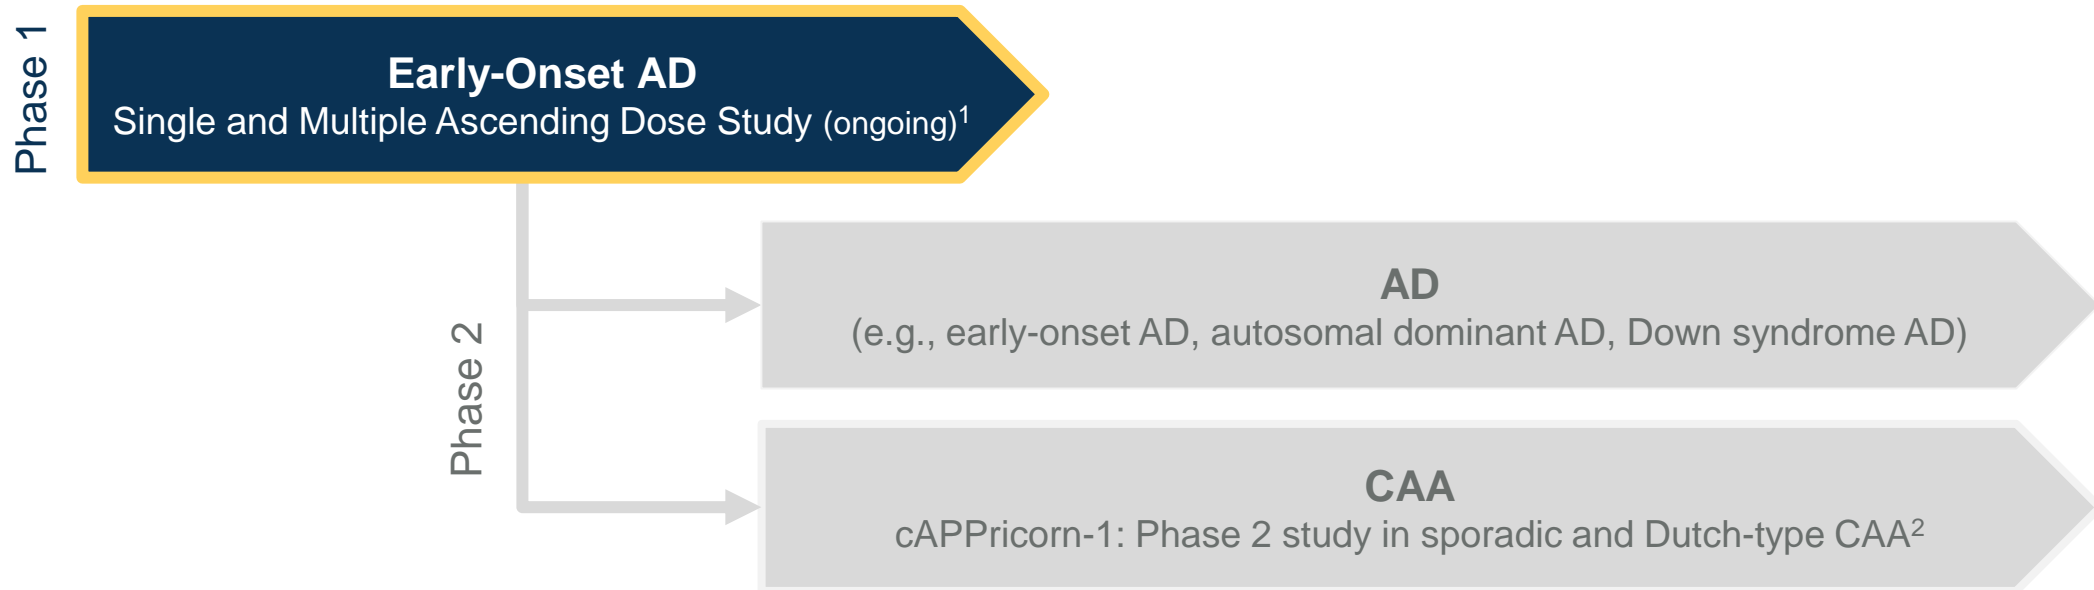 Phase 1
Early-Onset AD
Single and Multiple Ascending Dose Study (ongoing)¹
Phase 2
AD
(e.g., early-onset AD, autosomal dominant AD, Down syndrome AD)
CAA
cAPPricorn-1: Phase 2 study in sporadic and Dutch-type CAA²